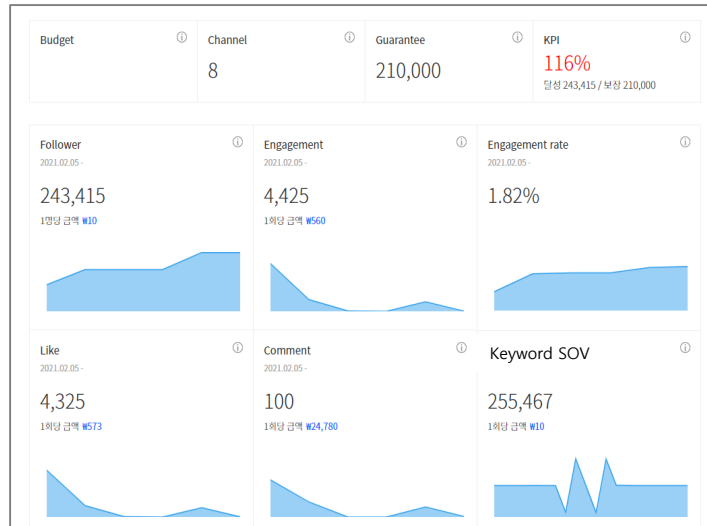 Budget
Channel
8
Guarantee
210,000
KPI
116%
달성 243,415 / 보장 210,000
Follower
2021.02.05 -
243,415
1명당 금액 ₩10
Engagement
2021.02.05 -
4,425
1회당 금액 ₩560
Engagement rate
2021.02.05 -
1.82%
Like
2021.02.05 -
4,325
1회당 금액 ₩573
Comment
2021.02.05 -
100
1회당 금액 ₩24,780
Keyword SOV
255,467
1회당 금액 ₩10